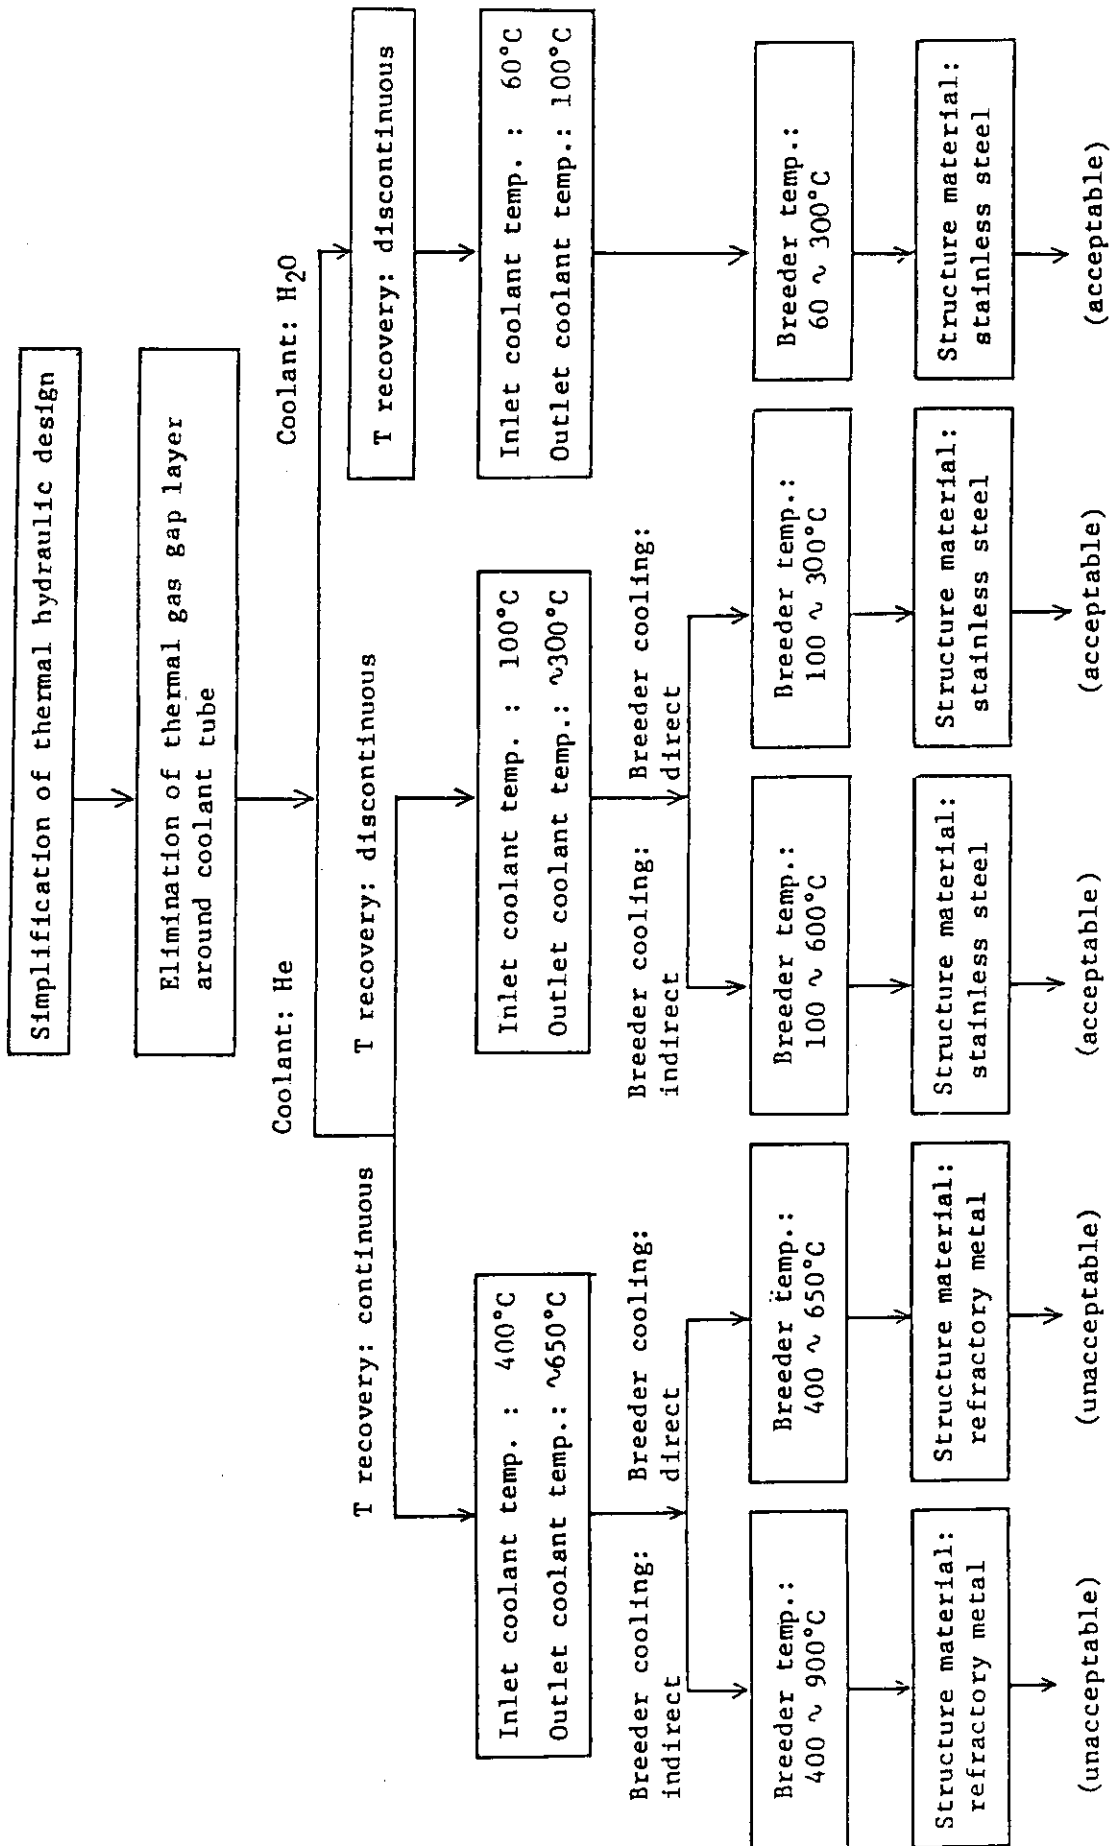 Simplification of thermal hydraulic design
Elimination of thermal gas gap layer
around coolant tube
Coolant: He
Coolant: H₂O
T recovery: continuous
T recovery: discontinuous
T recovery: discontinuous
Inlet coolant temp. : 400°C
Outlet coolant temp.: ~650°C
Inlet coolant temp. : 100°C
Outlet coolant temp.: ~300°C
Inlet coolant temp. : 60°C
Outlet coolant temp.: 100°C
Breeder cooling:
indirect
Breeder cooling:
direct
Breeder cooling:
indirect
Breeder cooling:
direct
Breeder temp.:
400 ~ 900°C
Breeder temp.:
400 ~ 650°C
Breeder temp.:
100 ~ 600°C
Breeder temp.:
100 ~ 300°C
Breeder temp.:
60 ~ 300°C
Structure material:
refractory metal
Structure material:
refractory metal
Structure material:
stainless steel
Structure material:
stainless steel
Structure material:
stainless steel
(unacceptable)
(unacceptable)
(acceptable)
(acceptable)
(acceptable)